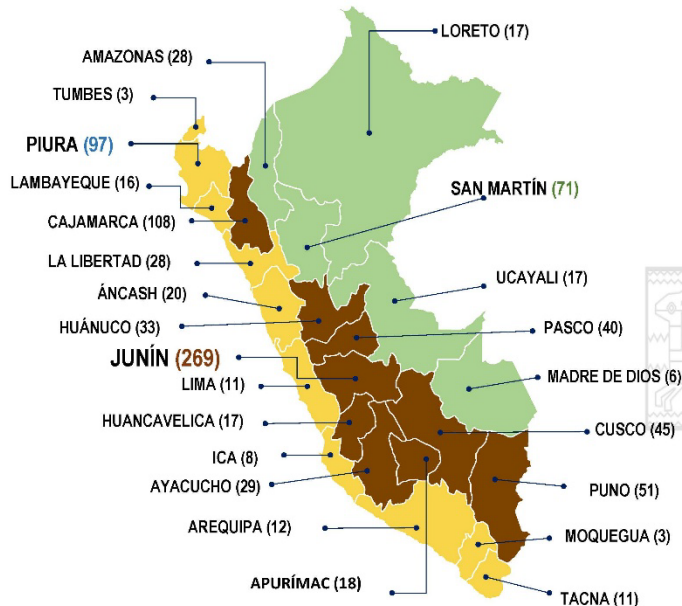 LORETO (17)
AMAZONAS (28)
TUMBES (3)
PIURA (97)
LAMBAYEQUE (16)
SAN MARTÍN (71)
CAJAMARCA (108)
LA LIBERTAD (28)
UCAYALI (17)
ÁNCASH (20)
HUÁNUCO (33)
PASCO (40)
JUNÍN (269)
MADRE DE DIOS (6)
LIMA (11)
HUANCAVELICA (17)
CUSCO (45)
ICA (8)
AYACUCHO (29)
PUNO (51)
AREQUIPA (12)
MOQUEGUA (3)
APURÍMAC (18)
TACNA (11)